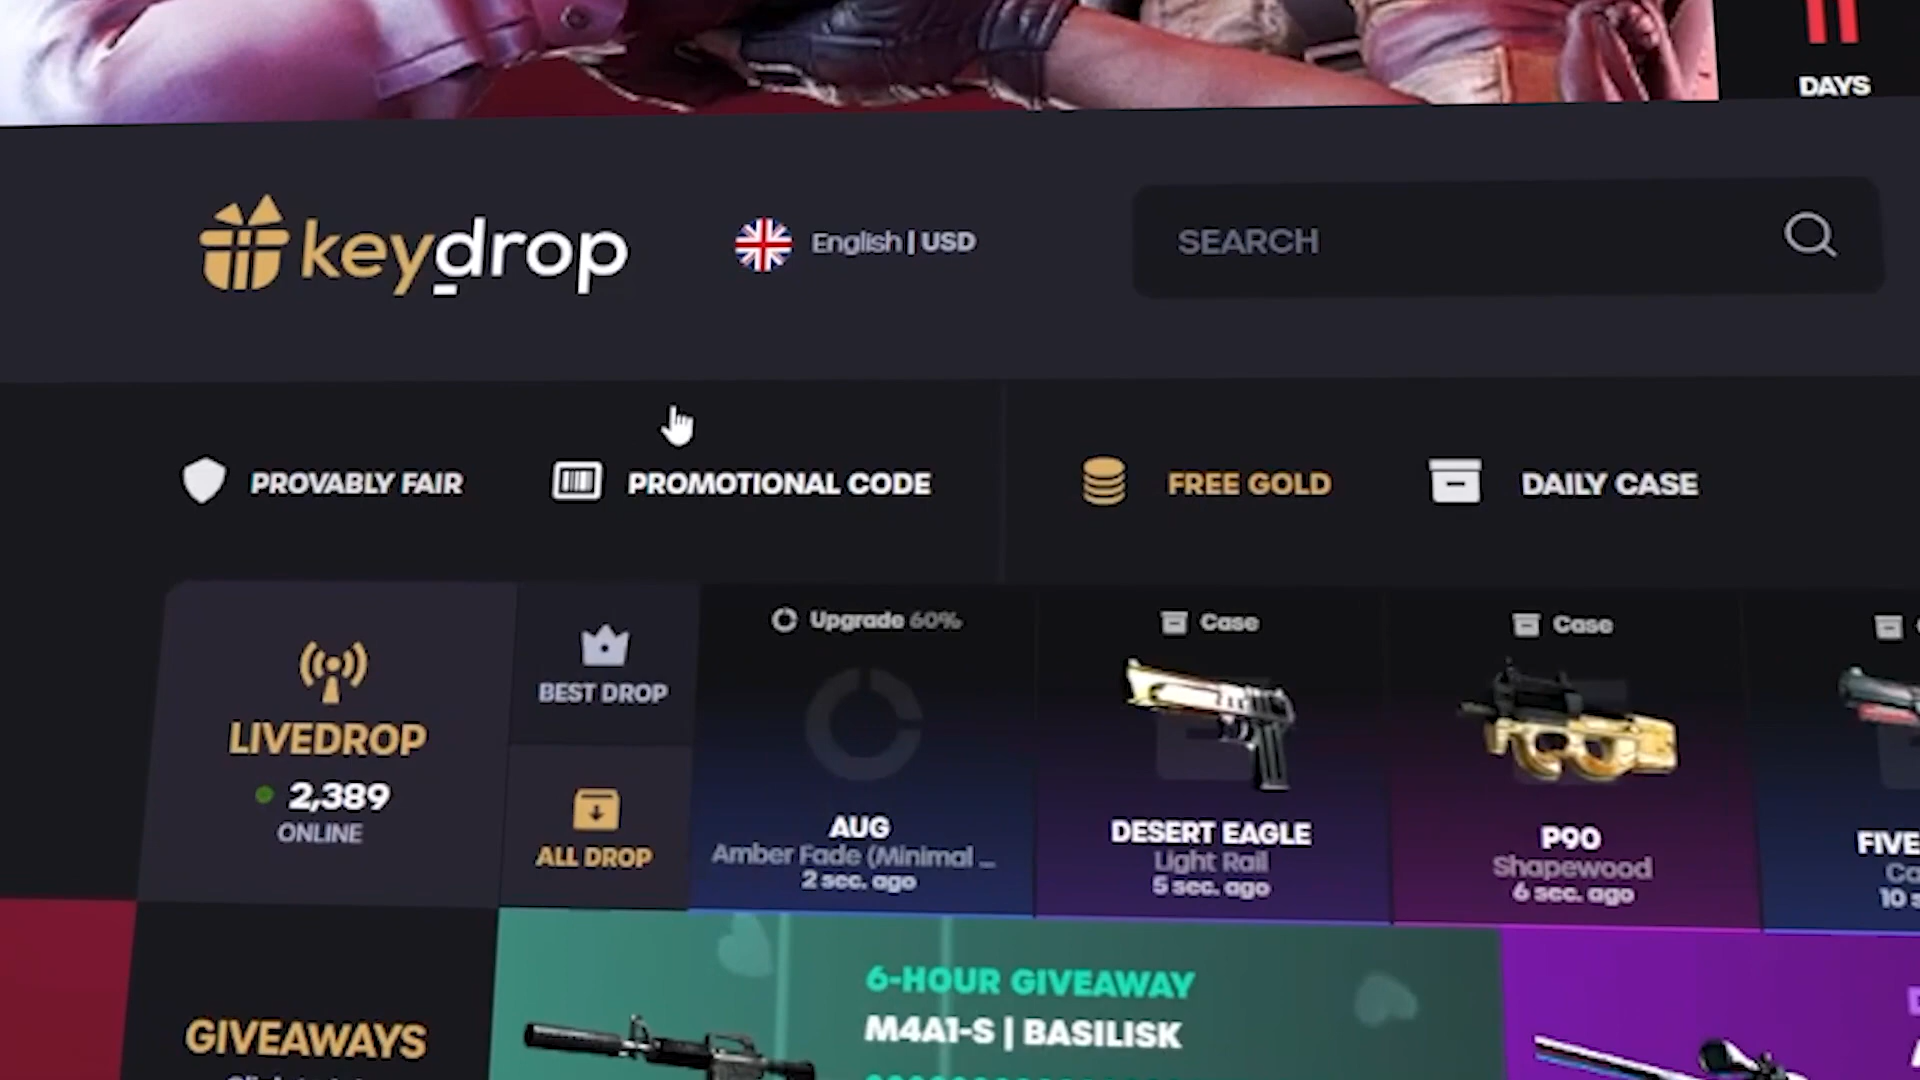 DAYS
keydrop
English | USD
SEARCH
PROVABLY FAIR
PROMOTIONAL CODE
FREE GOLD
DAILY CASE
LIVEDROP
2,389
ONLINE
BEST DROP
ALL DROP
Upgrade 60%
AUG
Amber Fade (Minimal ...
2 sec. ago
Case
DESERT EAGLE
Light Rail
5 sec. ago
Case
P90
Shapewood
6 sec. ago
FIVE
10 s
GIVEAWAYS
6-HOUR GIVEAWAY
M4A1-S | BASILISK